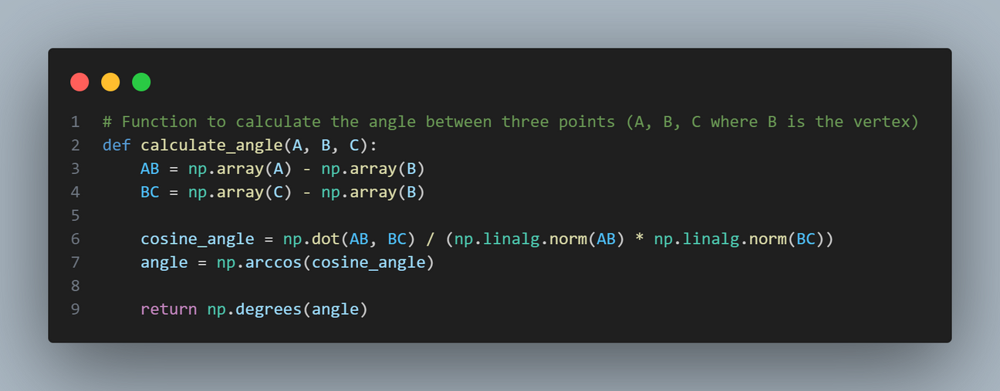 1 # Function to calculate the angle between three points (A, B, C where B is the vertex)
2 def calculate_angle(A, B, C):
3     AB = np.array(A) - np.array(B)
4     BC = np.array(C) - np.array(B)
5
6     cosine_angle = np.dot(AB, BC) / (np.linalg.norm(AB) * np.linalg.norm(BC))
7     angle = np.arccos(cosine_angle)
8
9     return np.degrees(angle)